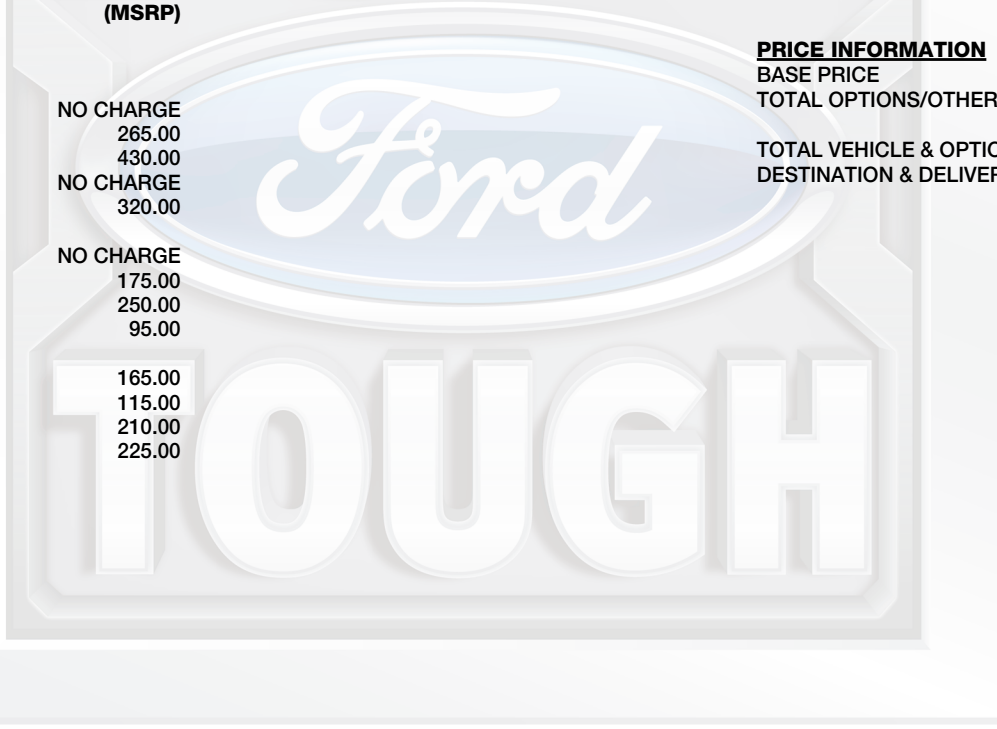 (MSRP)
NO CHARGE
265.00
430.00
NO CHARGE
320.00
NO CHARGE
175.00
250.00
95.00
165.00
115.00
210.00
225.00
PRICE INFORMATION
BASE PRICE
TOTAL OPTIONS/OTHER
TOTAL VEHICLE & OPTIO
DESTINATION & DELIVER
Ford
TOUGH